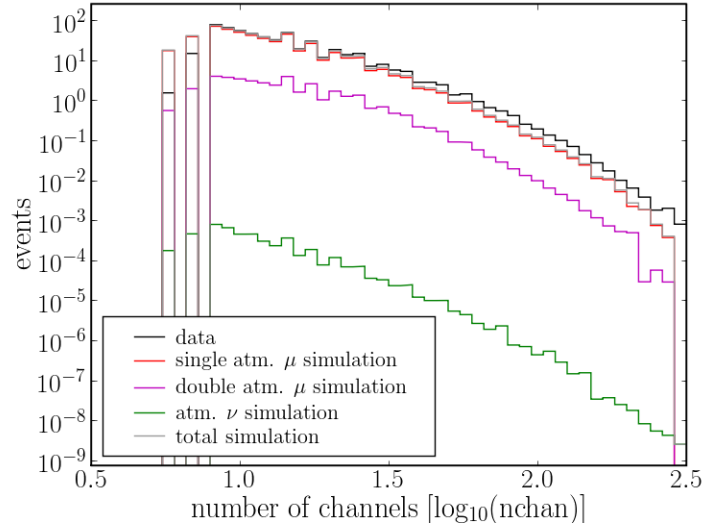 10²
10¹
10⁰
10⁻¹
10⁻²
10⁻³
10⁻⁴
10⁻⁵
10⁻⁶
10⁻⁷
10⁻⁸
10⁻⁹
events
data
single atm. μ simulation
double atm. μ simulation
atm. ν simulation
total simulation
0.5 1.0 1.5 2.0 2.5
number of channels [log₁₀(nchan)]